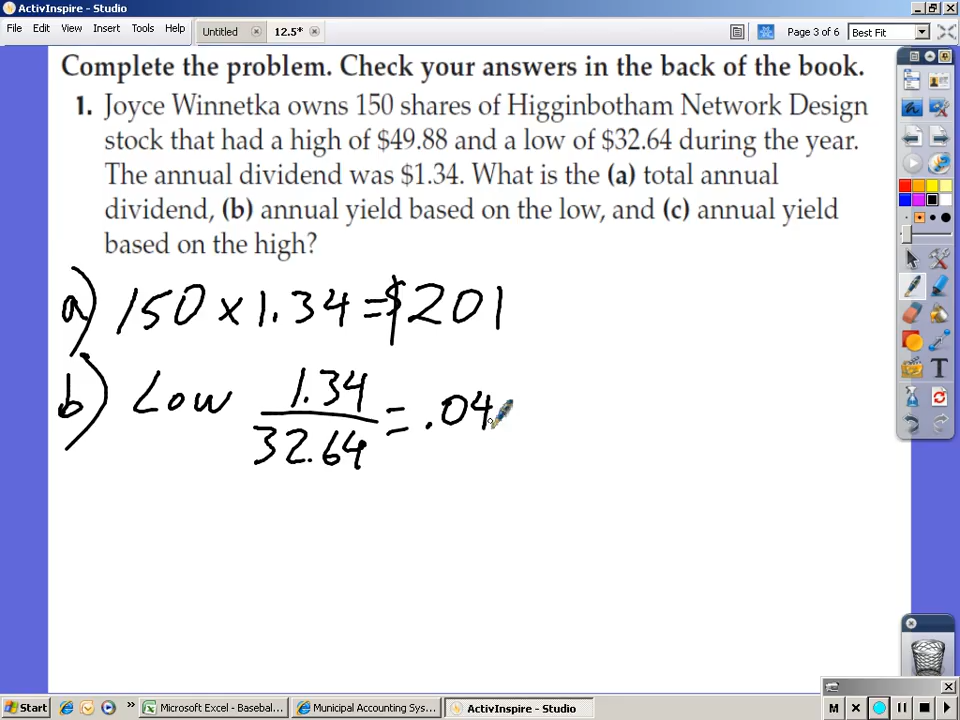 ActivInspire - Studio
File Edit View Insert Tools Help Untitled 12.5* Page 3 of 6 Best Fit
Complete the problem. Check your answers in the back of the book.
1. Joyce Winnetka owns 150 shares of Higginbotham Network Design
stock that had a high of $49.88 and a low of $32.64 during the year.
The annual dividend was $1.34. What is the (a) total annual
dividend, (b) annual yield based on the low, and (c) annual yield
based on the high?
a) 150 x 1.34 = $201
b) Low 1.34
32.64 = .04
Start Microsoft Excel - Basebal... Municipal Accounting Sys... ActivInspire - Studio M